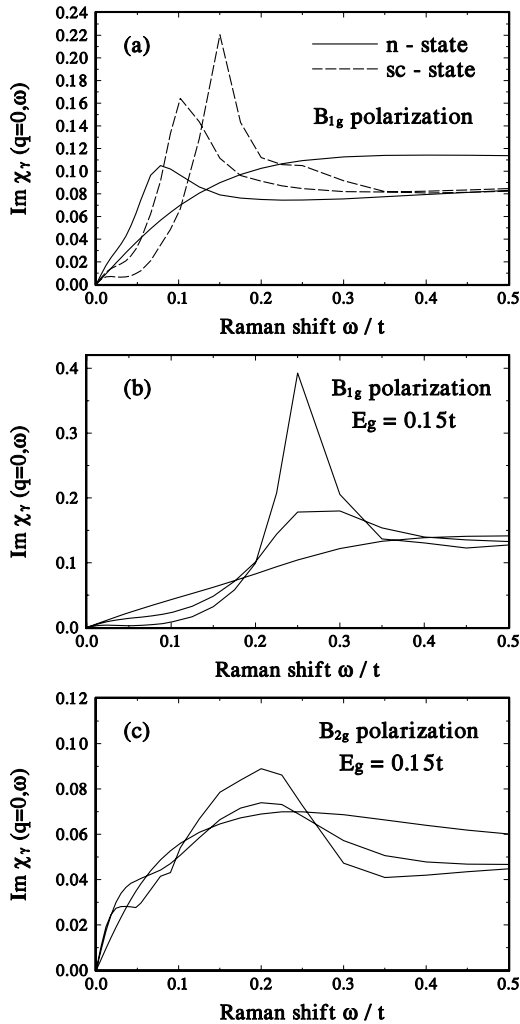 0.24
0.22
0.20
0.18
0.16
0.14
0.12
0.10
0.08
0.06
0.04
0.02
0.00
Im χγ (q=0,ω)
(a)
n - state
sc - state
B1g polarization
0.0 0.1 0.2 0.3 0.4 0.5
Raman shift ω / t
0.4
0.3
0.2
0.1
0.0
Im χγ (q=0,ω)
(b)
B1g polarization
Eg = 0.15t
0.0 0.1 0.2 0.3 0.4 0.5
Raman shift ω / t
0.12
0.10
0.08
0.06
0.04
0.02
0.00
Im χγ (q=0,ω)
(c)
B2g polarization
Eg = 0.15t
0.0 0.1 0.2 0.3 0.4 0.5
Raman shift ω / t